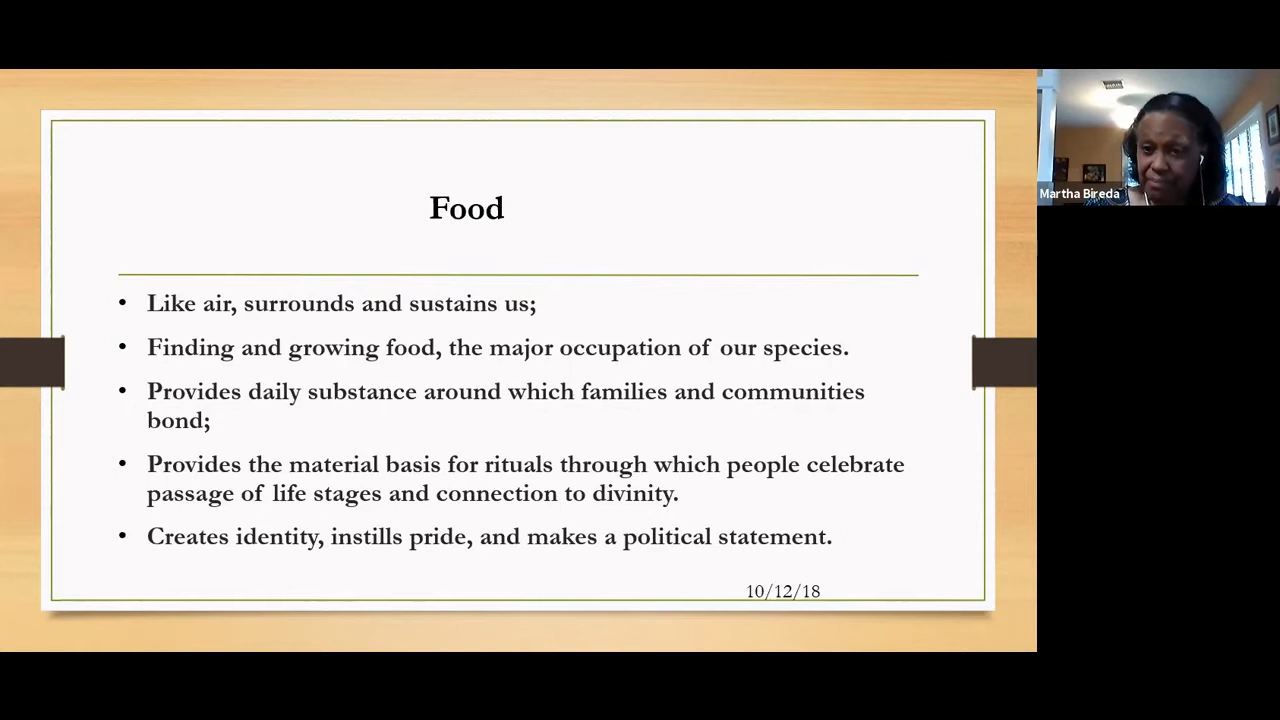 Food
• Like air, surrounds and sustains us;
• Finding and growing food, the major occupation of our species.
• Provides daily substance around which families and communities
bond;
• Provides the material basis for rituals through which people celebrate
passage of life stages and connection to divinity.
• Creates identity, instills pride, and makes a political statement.
10/12/18
Martha Bireda